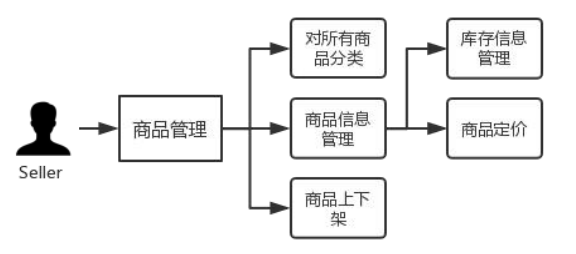 Seller
商品管理
对所有商
品分类
商品信息
管理
商品上下
架
库存信息
管理
商品定价